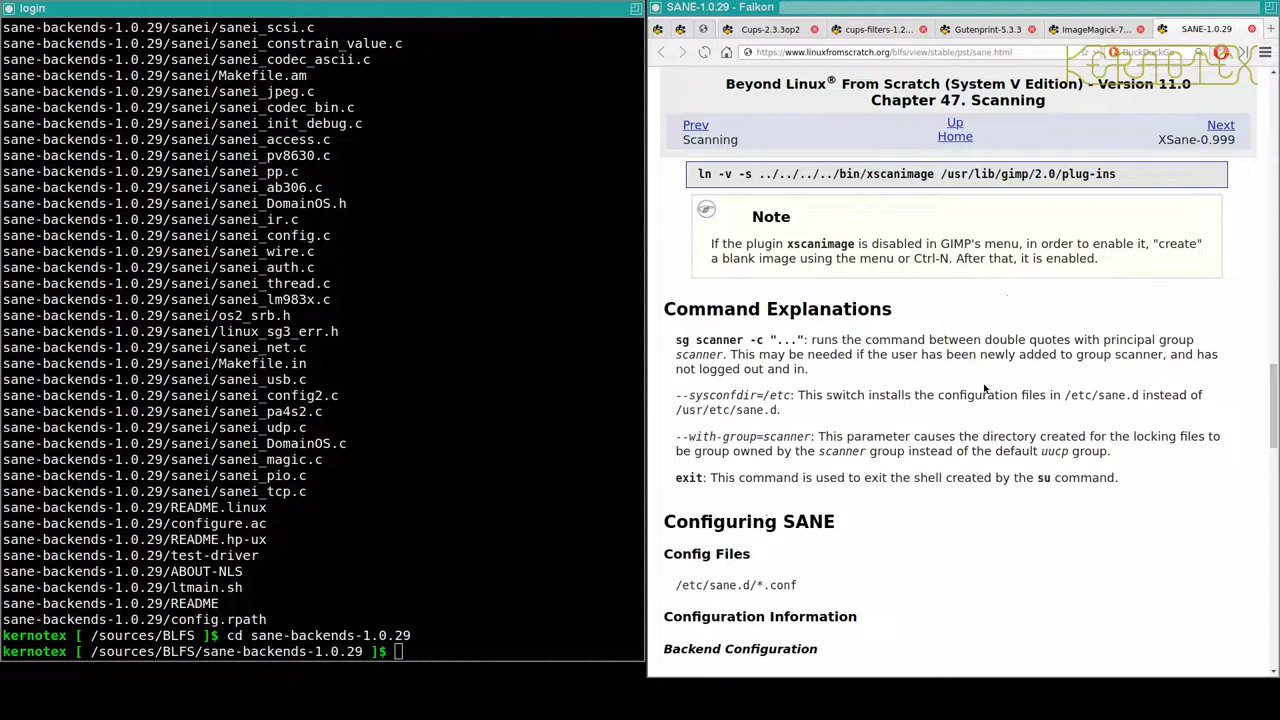 login
sane-backends-1.0.29/sanei/sanei_scsi.c
sane-backends-1.0.29/sanei/sanei_constrain_value.c
sane-backends-1.0.29/sanei/sanei_codec_ascii.c
sane-backends-1.0.29/sanei/Makefile.am
sane-backends-1.0.29/sanei/sanei_jpeg.c
sane-backends-1.0.29/sanei/sanei_codec_bin.c
sane-backends-1.0.29/sanei/sanei_init_debug.c
sane-backends-1.0.29/sanei/sanei_access.c
sane-backends-1.0.29/sanei/sanei_pv8630.c
sane-backends-1.0.29/sanei/sanei_pp.c
sane-backends-1.0.29/sanei/sanei_ab306.c
sane-backends-1.0.29/sanei/sanei_DomainOS.h
sane-backends-1.0.29/sanei/sanei_ir.c
sane-backends-1.0.29/sanei/sanei_config.c
sane-backends-1.0.29/sanei/sanei_wire.c
sane-backends-1.0.29/sanei/sanei_auth.c
sane-backends-1.0.29/sanei/sanei_thread.c
sane-backends-1.0.29/sanei/sanei_lm983x.c
sane-backends-1.0.29/sanei/os2_srb.h
sane-backends-1.0.29/sanei/linux_sg3_err.h
sane-backends-1.0.29/sanei/sanei_net.c
sane-backends-1.0.29/sanei/Makefile.in
sane-backends-1.0.29/sanei/sanei_usb.c
sane-backends-1.0.29/sanei/sanei_config2.c
sane-backends-1.0.29/sanei/sanei_pa4s2.c
sane-backends-1.0.29/sanei/sanei_udp.c
sane-backends-1.0.29/sanei/sanei_DomainOS.c
sane-backends-1.0.29/sanei/sanei_magic.c
sane-backends-1.0.29/sanei/sanei_pio.c
sane-backends-1.0.29/sanei/sanei_tcp.c
sane-backends-1.0.29/README.linux
sane-backends-1.0.29/configure.ac
sane-backends-1.0.29/README.hp-ux
sane-backends-1.0.29/test-driver
sane-backends-1.0.29/ABOUT-NLS
sane-backends-1.0.29/ltmain.sh
sane-backends-1.0.29/README
sane-backends-1.0.29/config.rpath
kernotex [ /sources/BLFS ]$ cd sane-backends-1.0.29
kernotex [ /sources/BLFS/sane-backends-1.0.29 ]$
SANE-1.0.29 - Falkon
Cups-2.3.3op2 cups-filters-1.2... Gutenprint-5.3.3 ImageMagick-7... SANE-1.0.29
https://www.linuxfromscratch.org/blfs/view/stable/pst/sane.html DuckDuckGo
KERNOTEX
Beyond Linux® From Scratch (System V Edition) - Version 11.0
Chapter 47. Scanning
Prev Up Next
Scanning Home XSane-0.999
ln -v -s ../../../../bin/xscanimage /usr/lib/gimp/2.0/plug-ins
Note
If the plugin xscanimage is disabled in GIMP's menu, in order to enable it, "create"
a blank image using the menu or Ctrl-N. After that, it is enabled.
Command Explanations
sg scanner -c "...": runs the command between double quotes with principal group
scanner. This may be needed if the user has been newly added to group scanner, and has
not logged out and in.
--sysconfdir=/etc: This switch installs the configuration files in /etc/sane.d instead of
/usr/etc/sane.d.
--with-group=scanner: This parameter causes the directory created for the locking files to
be group owned by the scanner group instead of the default uucp group.
exit: This command is used to exit the shell created by the su command.
Configuring SANE
Config Files
/etc/sane.d/*.conf
Configuration Information
Backend Configuration